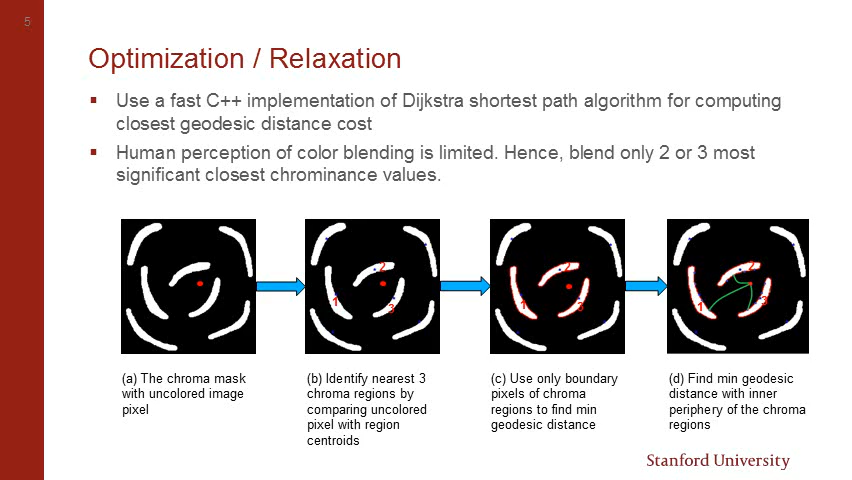 5
Optimization / Relaxation
▪ Use a fast C++ implementation of Dijkstra shortest path algorithm for computing
closest geodesic distance cost
▪ Human perception of color blending is limited. Hence, blend only 2 or 3 most
significant closest chrominance values.
2
1
3
2
1
3
2
1
3
(a) The chroma mask
with uncolored image
pixel
(b) Identify nearest 3
chroma regions by
comparing uncolored
pixel with region
centroids
(c) Use only boundary
pixels of chroma
regions to find min
geodesic distance
(d) Find min geodesic
distance with inner
periphery of the chroma
regions
Stanford University